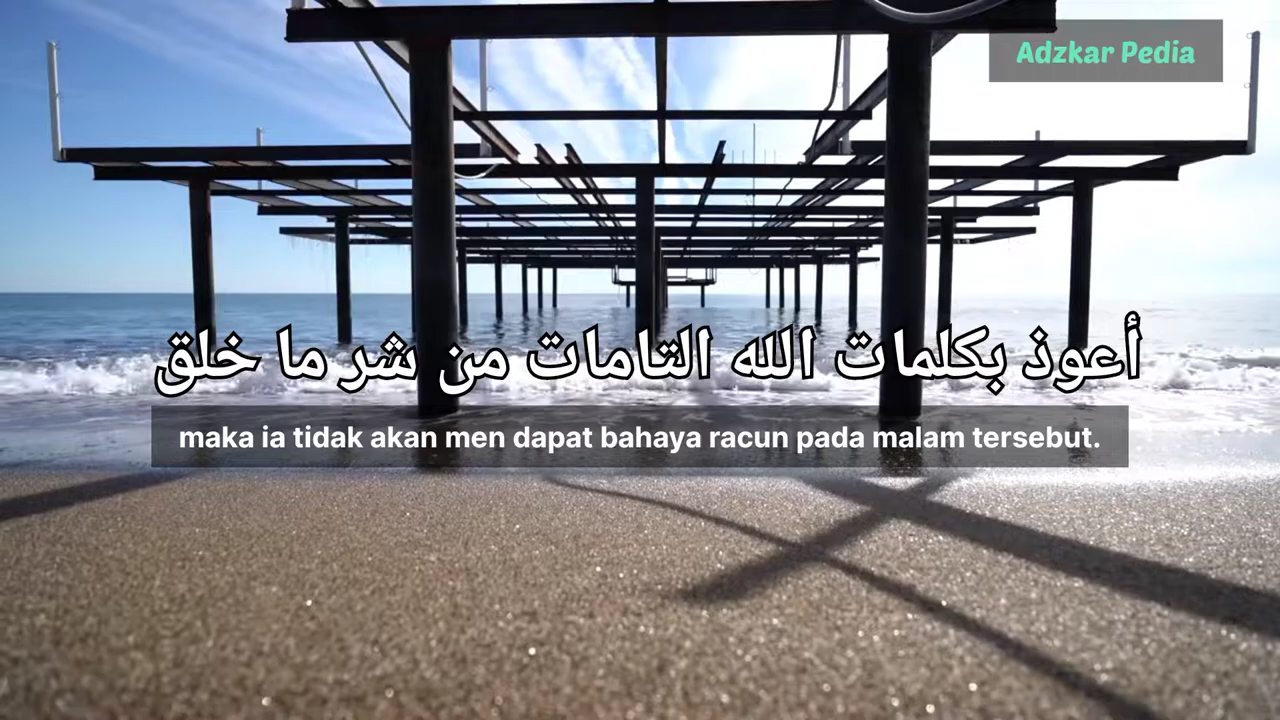 Adzkar Pedia
أعوذ بكلمات الله التامات من شر ما خلق
maka ia tidak akan men dapat bahaya racun pada malam tersebut.